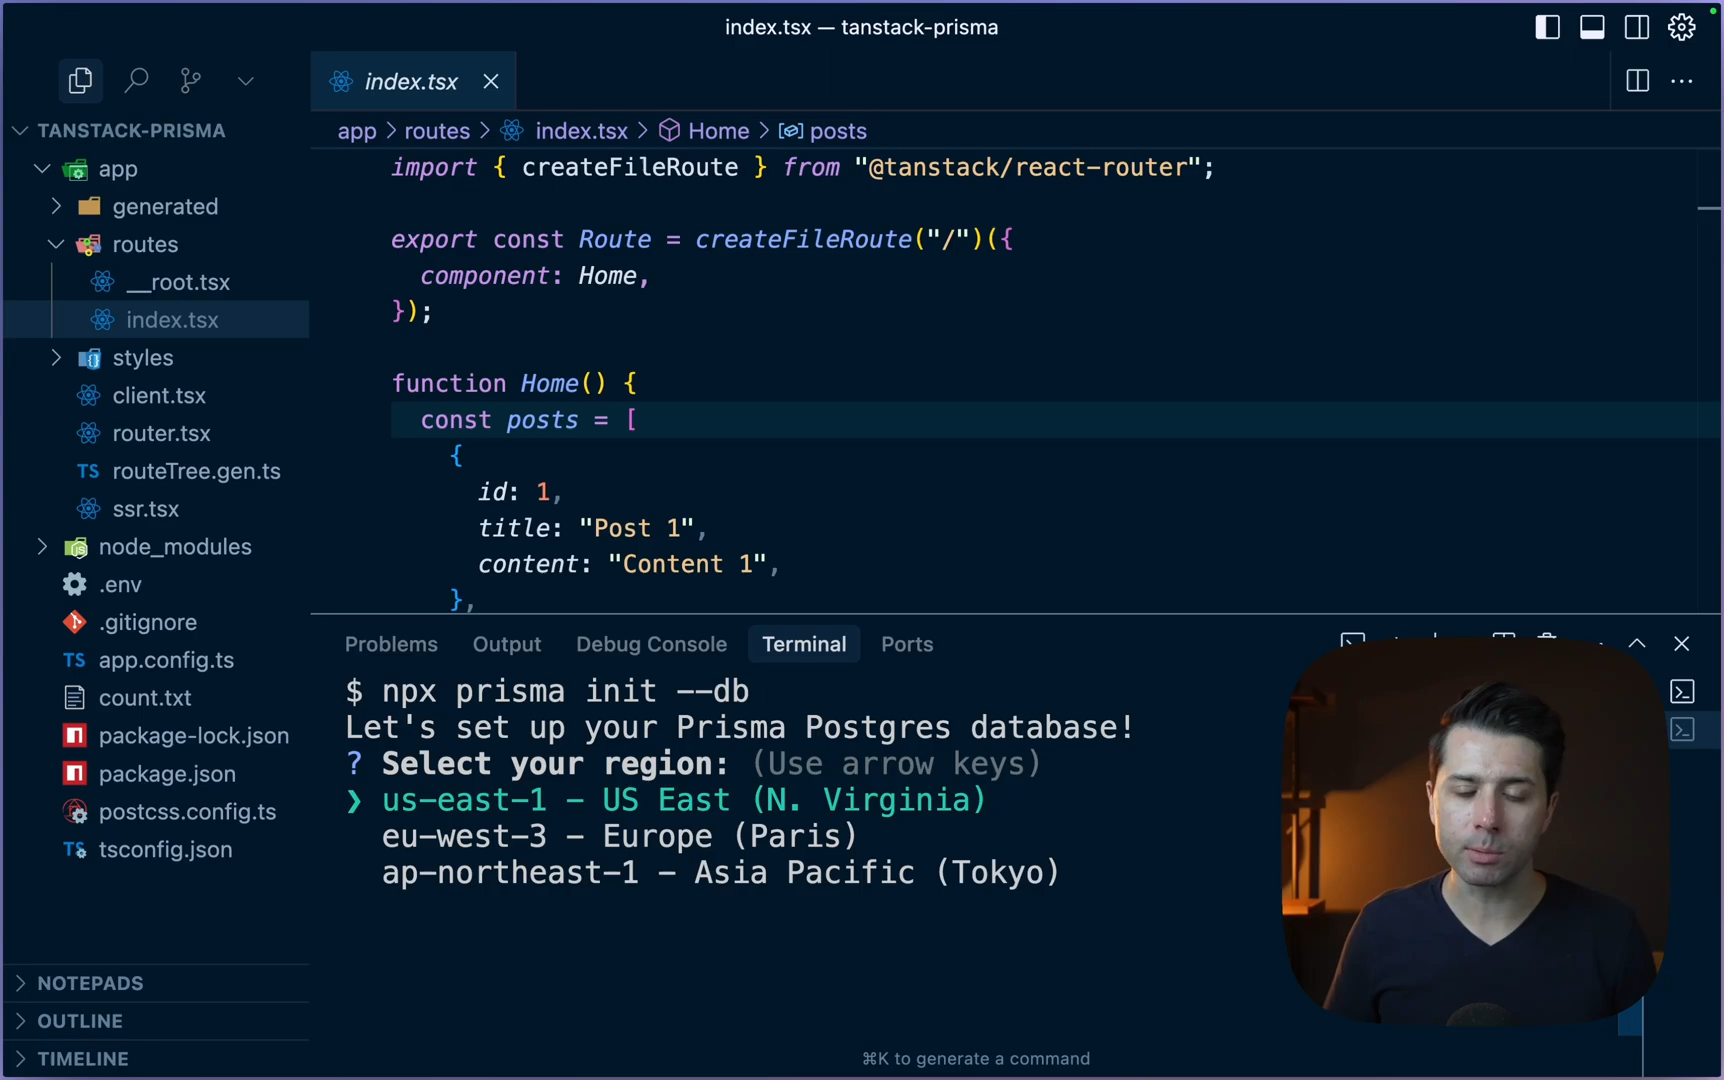 index.tsx — tanstack-prisma
index.tsx
TANSTACK-PRISMA
app
generated
routes
__root.tsx
index.tsx
styles
client.tsx
router.tsx
TS routeTree.gen.ts
ssr.tsx
node_modules
.env
.gitignore
TS app.config.ts
count.txt
package-lock.json
package.json
postcss.config.ts
TS tsconfig.json
NOTEPADS
OUTLINE
TIMELINE
app > routes > index.tsx > Home > posts
import { createFileRoute } from "@tanstack/react-router";
export const Route = createFileRoute("/")({
component: Home,
});
function Home() {
const posts = [
{
id: 1,
title: "Post 1",
content: "Content 1",
},
Problems Output Debug Console Terminal Ports
$ npx prisma init --db
Let's set up your Prisma Postgres database!
? Select your region: (Use arrow keys)
❯ us-east-1 - US East (N. Virginia)
eu-west-3 - Europe (Paris)
ap-northeast-1 - Asia Pacific (Tokyo)
⌘K to generate a command